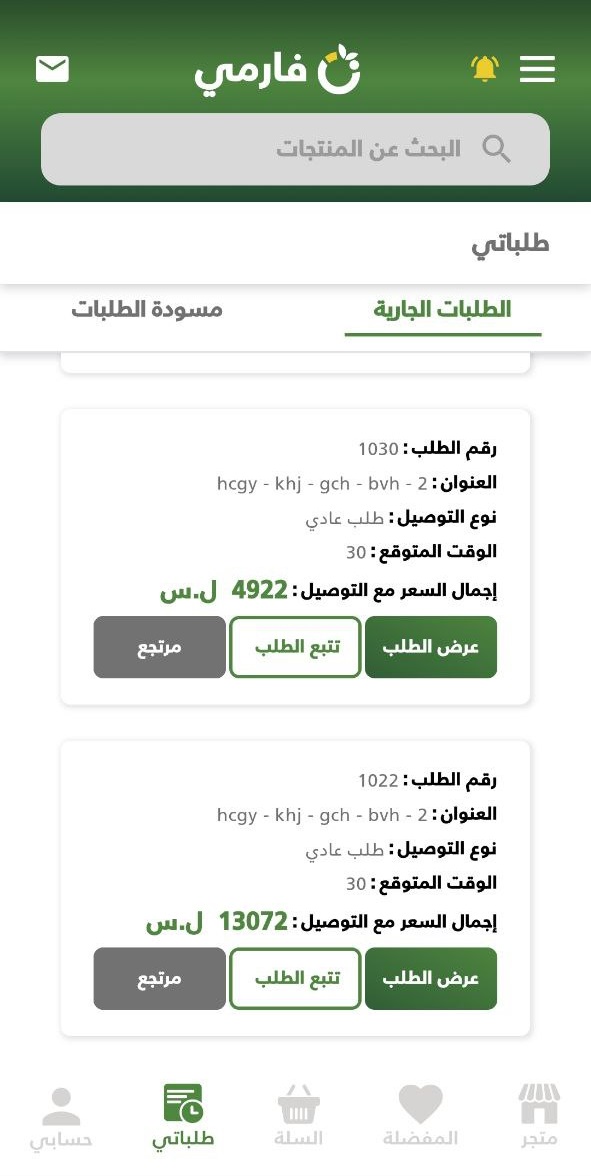 فارمي
البحث عن المنتجات
طلباتي
الطلبات الجارية
مسودة الطلبات
رقم الطلب : 1030
العنوان : hcgy - khj - gch - bvh - 2
نوع التوصيل : طلب عادي
الوقت المتوقع : 30
إجمالي السعر مع التوصيل : 4922 ل.س
عرض الطلب
تتبع الطلب
مرتجع
رقم الطلب : 1022
العنوان : hcgy - khj - gch - bvh - 2
نوع التوصيل : طلب عادي
الوقت المتوقع : 30
إجمالي السعر مع التوصيل : 13072 ل.س
عرض الطلب
تتبع الطلب
مرتجع
متجر
المفضلة
السلة
طلباتي
حسابي